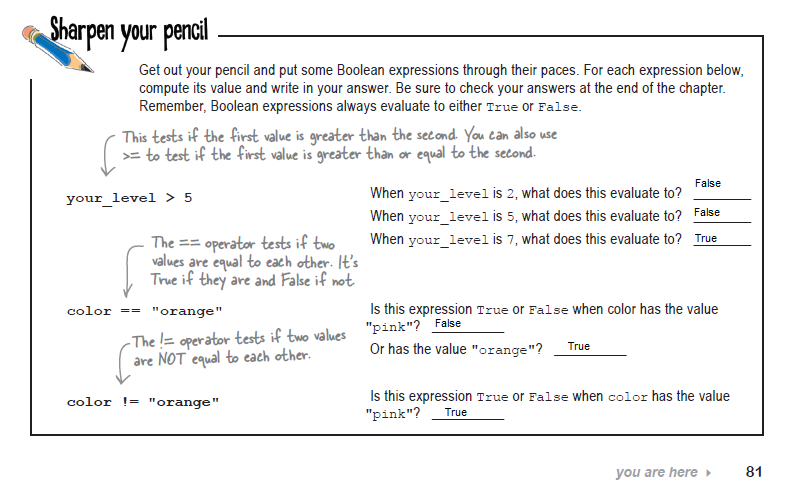 Sharpen your pencil
Get out your pencil and put some Boolean expressions through their paces. For each expression below,
compute its value and write in your answer. Be sure to check your answers at the end of the chapter.
Remember, Boolean expressions always evaluate to either True or False.
This tests if the first value is greater than the second. You can also use
>= to test if the first value is greater than or equal to the second.
your_level > 5
When your_level is 2, what does this evaluate to? False
When your_level is 5, what does this evaluate to? False
When your_level is 7, what does this evaluate to? True
The == operator tests if two
values are equal to each other. It's
True if they are and False if not.
color == "orange"
Is this expression True or False when color has the value
"pink"? False
Or has the value "orange"? True
The != operator tests if two values
are NOT equal to each other.
color != "orange"
Is this expression True or False when color has the value
"pink"? True
you are here 81